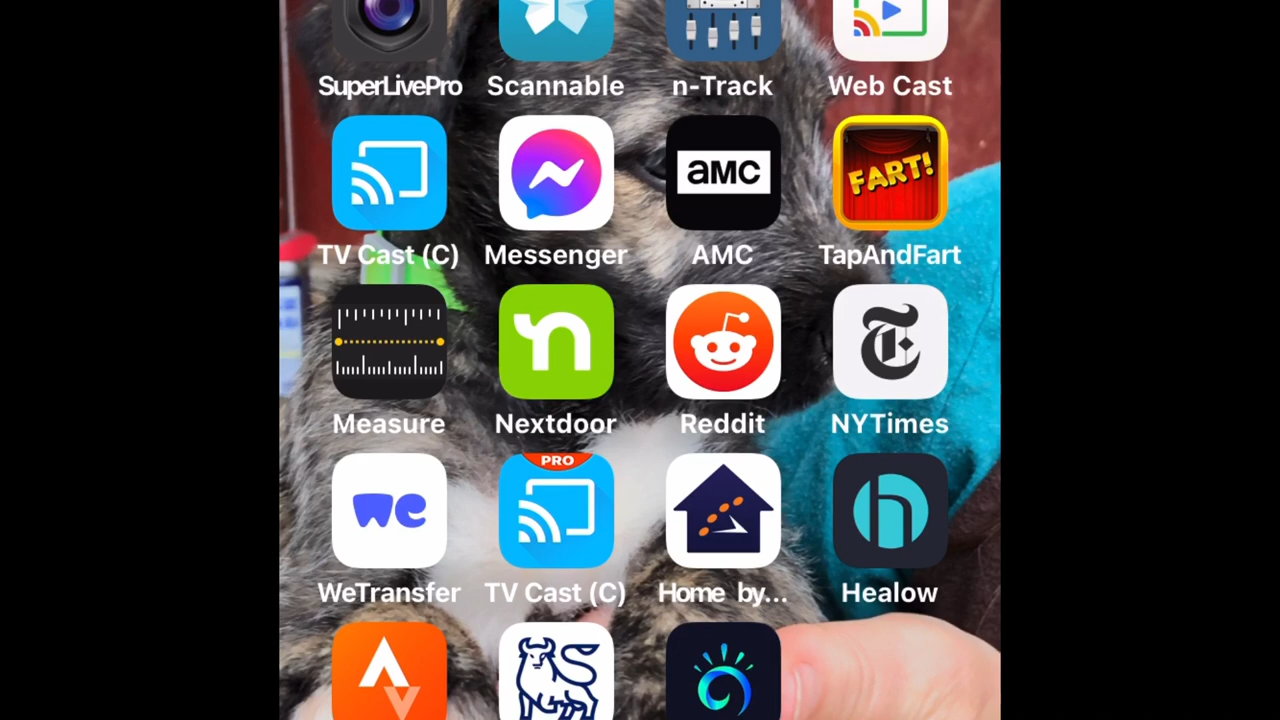 SuperLivePro Scannable n-Track Web Cast
aMC FART!
TV Cast (C) Messenger AMC TapAndFart
Measure Nextdoor Reddit NYTimes
PRO
we
WeTransfer TV Cast (C) Home by... Healow